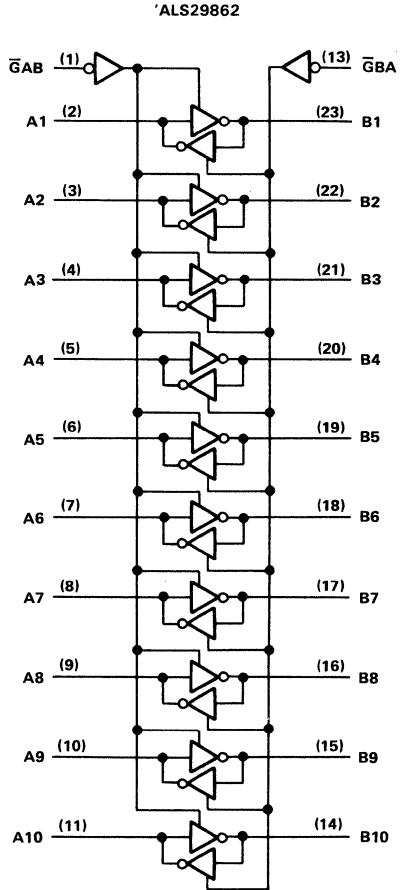 'ALS29862
G̅AB (1) (13) G̅BA
A1 (2) (23) B1
A2 (3) (22) B2
A3 (4) (21) B3
A4 (5) (20) B4
A5 (6) (19) B5
A6 (7) (18) B6
A7 (8) (17) B7
A8 (9) (16) B8
A9 (10) (15) B9
A10 (11) (14) B10